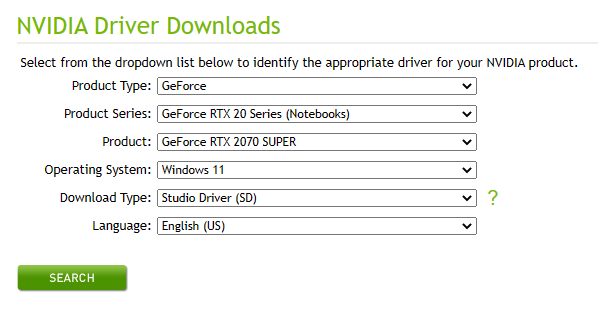 NVIDIA Driver Downloads
Select from the dropdown list below to identify the appropriate driver for your NVIDIA product.
Product Type: GeForce
Product Series: GeForce RTX 20 Series (Notebooks)
Product: GeForce RTX 2070 SUPER
Operating System: Windows 11
Download Type: Studio Driver (SD) ?
Language: English (US)
SEARCH